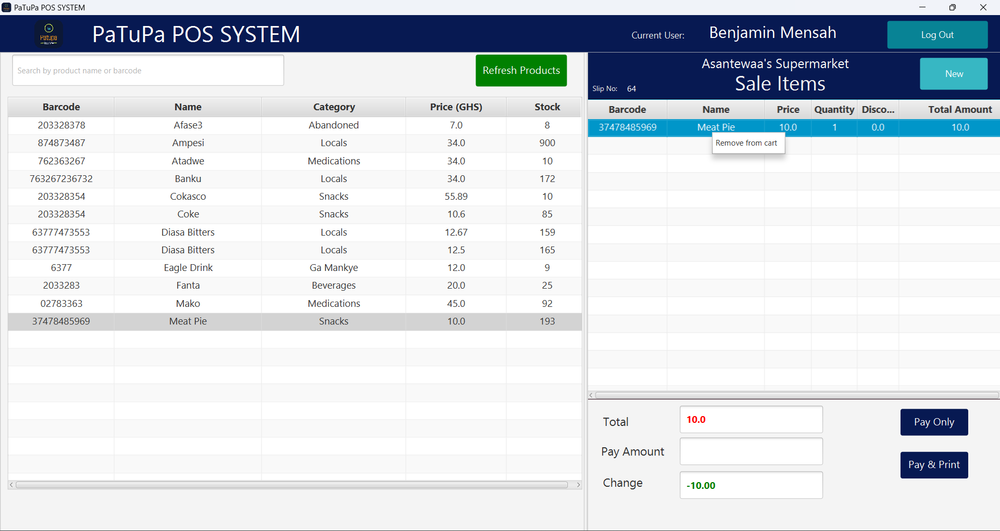 PaTuPa POS SYSTEM
Patupa
PaTuPa POS SYSTEM
Current User:
Benjamin Mensah
Log Out
Search by product name or barcode
Refresh Products
Barcode Name Category Price (GHS) Stock
203328378 Afase3 Abandoned 7.0 8
874873487 Ampesi Locals 34.0 900
762363267 Atadwe Medications 34.0 10
763267236732 Banku Locals 34.0 172
203328354 Cokasco Snacks 55.89 10
203328354 Coke Snacks 10.6 85
63777473553 Diasa Bitters Locals 12.67 159
63777473553 Diasa Bitters Locals 12.5 165
6377 Eagle Drink Ga Mankye 12.0 9
2033283 Fanta Beverages 20.0 25
02783363 Mako Medications 45.0 92
37478485969 Meat Pie Snacks 10.0 193
Asantewaa's Supermarket
Slip No: 64
Sale Items
New
Barcode Name Price Quantity Disco... Total Amount
37478485969 Meat Pie 10.0 1 0.0 10.0
Remove from cart
Total 10.0
Pay Only
Pay Amount
Pay & Print
Change -10.00